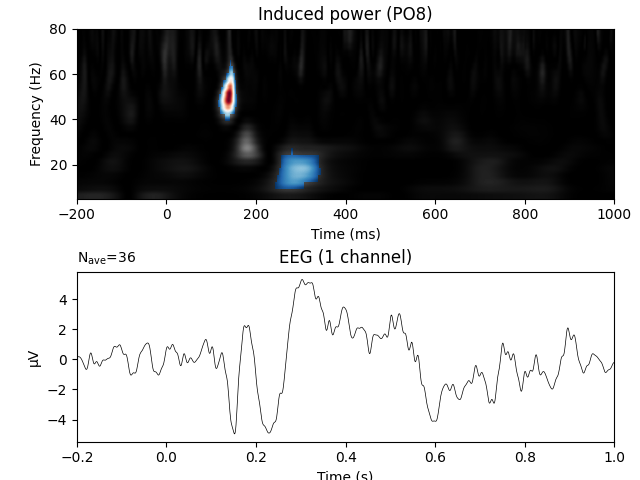 Induced power (PO8)
80
60
40
20
Frequency (Hz)
−200 0 200 400 600 800 1000
Time (ms)
Nave=36
EEG (1 channel)
4
2
0
−2
−4
µV
−0.2 0.0 0.2 0.4 0.6 0.8 1.0
Time (s)